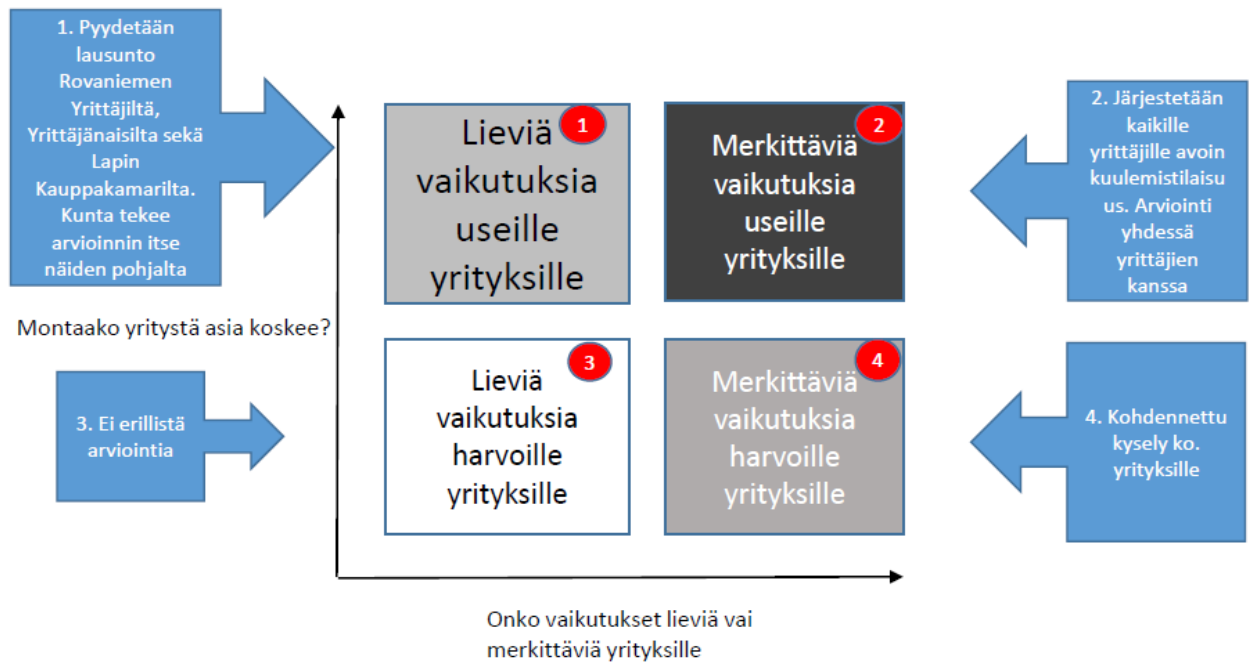 1. Pyydetään
lausunto
Rovaniemen
Yrittäjiltä,
Yrittäjänaisilta sekä
Lapin
Kauppakamarilta.
Kunta tekee
arvioinnin itse
näiden pohjalta
Lieviä
vaikutuksia
useille
yrityksille
1
Merkittäviä
vaikutuksia
useille
yrityksille
2
2. Järjestetään
kaikille
yrittäjille avoin
kuulemistilaisu
us. Arviointi
yhdessä
yrittäjien
kanssa
Montaako yritystä asia koskee?
3. Ei erillistä
arviointia
Lieviä
vaikutuksia
harvoille
yrityksille
3
Merkittäviä
vaikutuksia
harvoille
yrityksille
4
4. Kohdennettu
kysely ko.
yrityksille
Onko vaikutukset lieviä vai
merkittäviä yrityksille